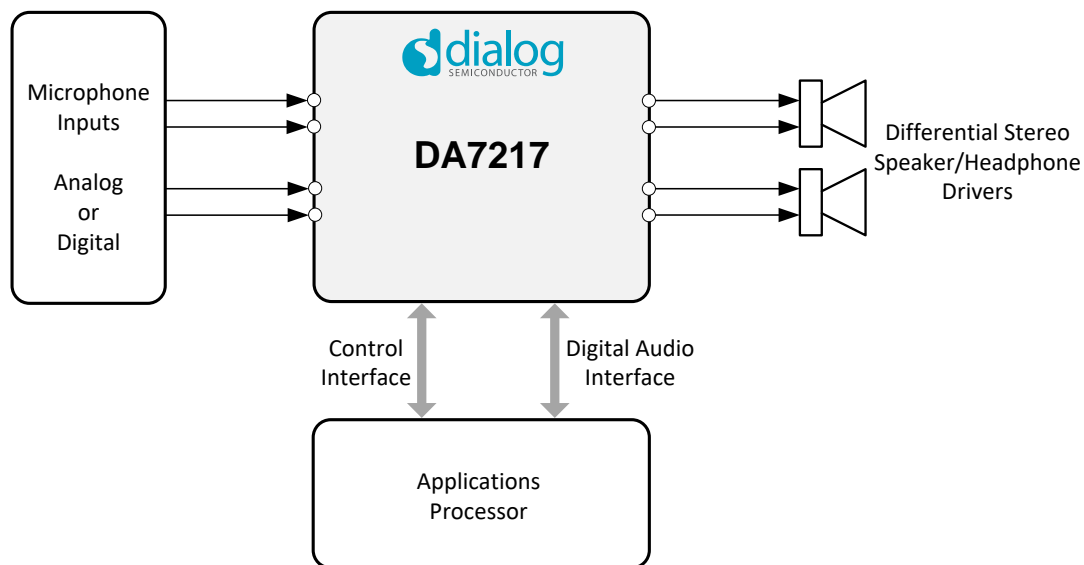 dialog
SEMICONDUCTOR
DA7217
Microphone
Inputs
Analog
or
Digital
Differential Stereo
Speaker/Headphone
Drivers
Control
Interface
Digital Audio
Interface
Applications
Processor